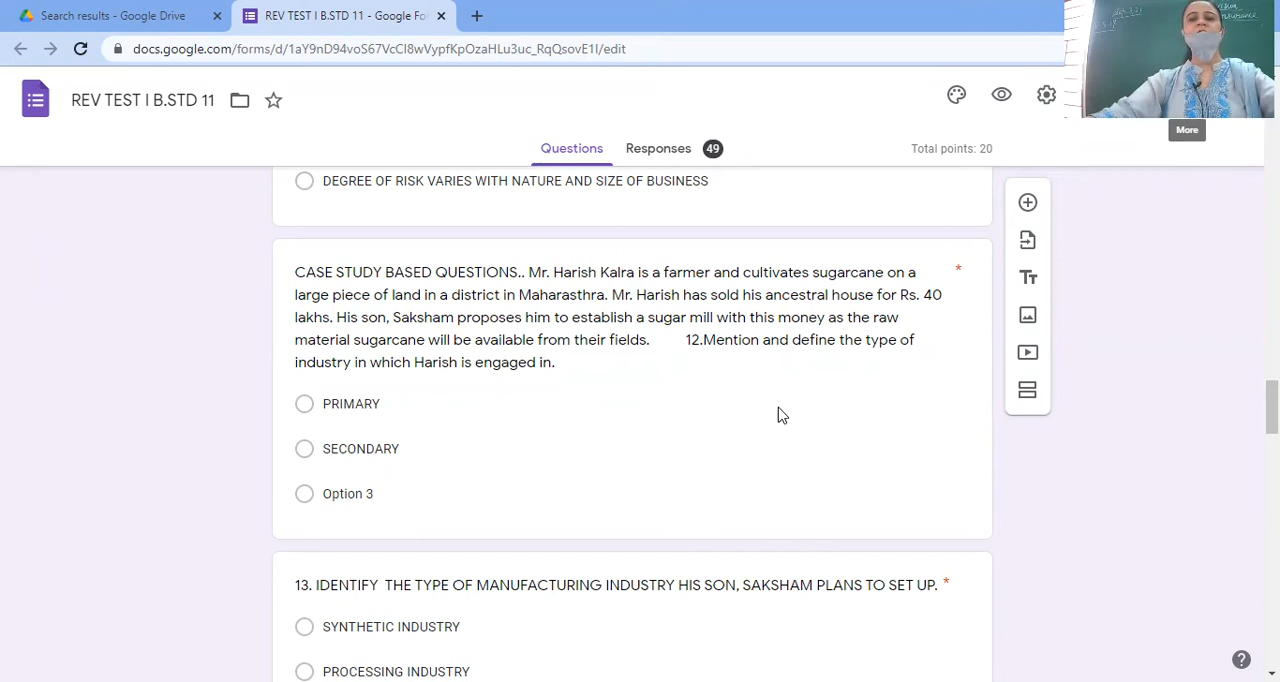 Search results - Google Drive
REV TEST I B.STD 11 - Google Fo
docs.google.com/forms/d/1aY9nD94voS67VcCI8wVypfKpOzaHLu3uc_RqQsovE1I/edit
REV TEST I B.STD 11
More
Questions
Responses 49
Total points: 20
DEGREE OF RISK VARIES WITH NATURE AND SIZE OF BUSINESS
CASE STUDY BASED QUESTIONS.. Mr. Harish Kalra is a farmer and cultivates sugarcane on a *
large piece of land in a district in Maharasthra. Mr. Harish has sold his ancestral house for Rs. 40
lakhs. His son, Saksham proposes him to establish a sugar mill with this money as the raw
material sugarcane will be available from their fields. 12.Mention and define the type of
industry in which Harish is engaged in.
PRIMARY
SECONDARY
Option 3
13. IDENTIFY THE TYPE OF MANUFACTURING INDUSTRY HIS SON, SAKSHAM PLANS TO SET UP. *
SYNTHETIC INDUSTRY
PROCESSING INDUSTRY